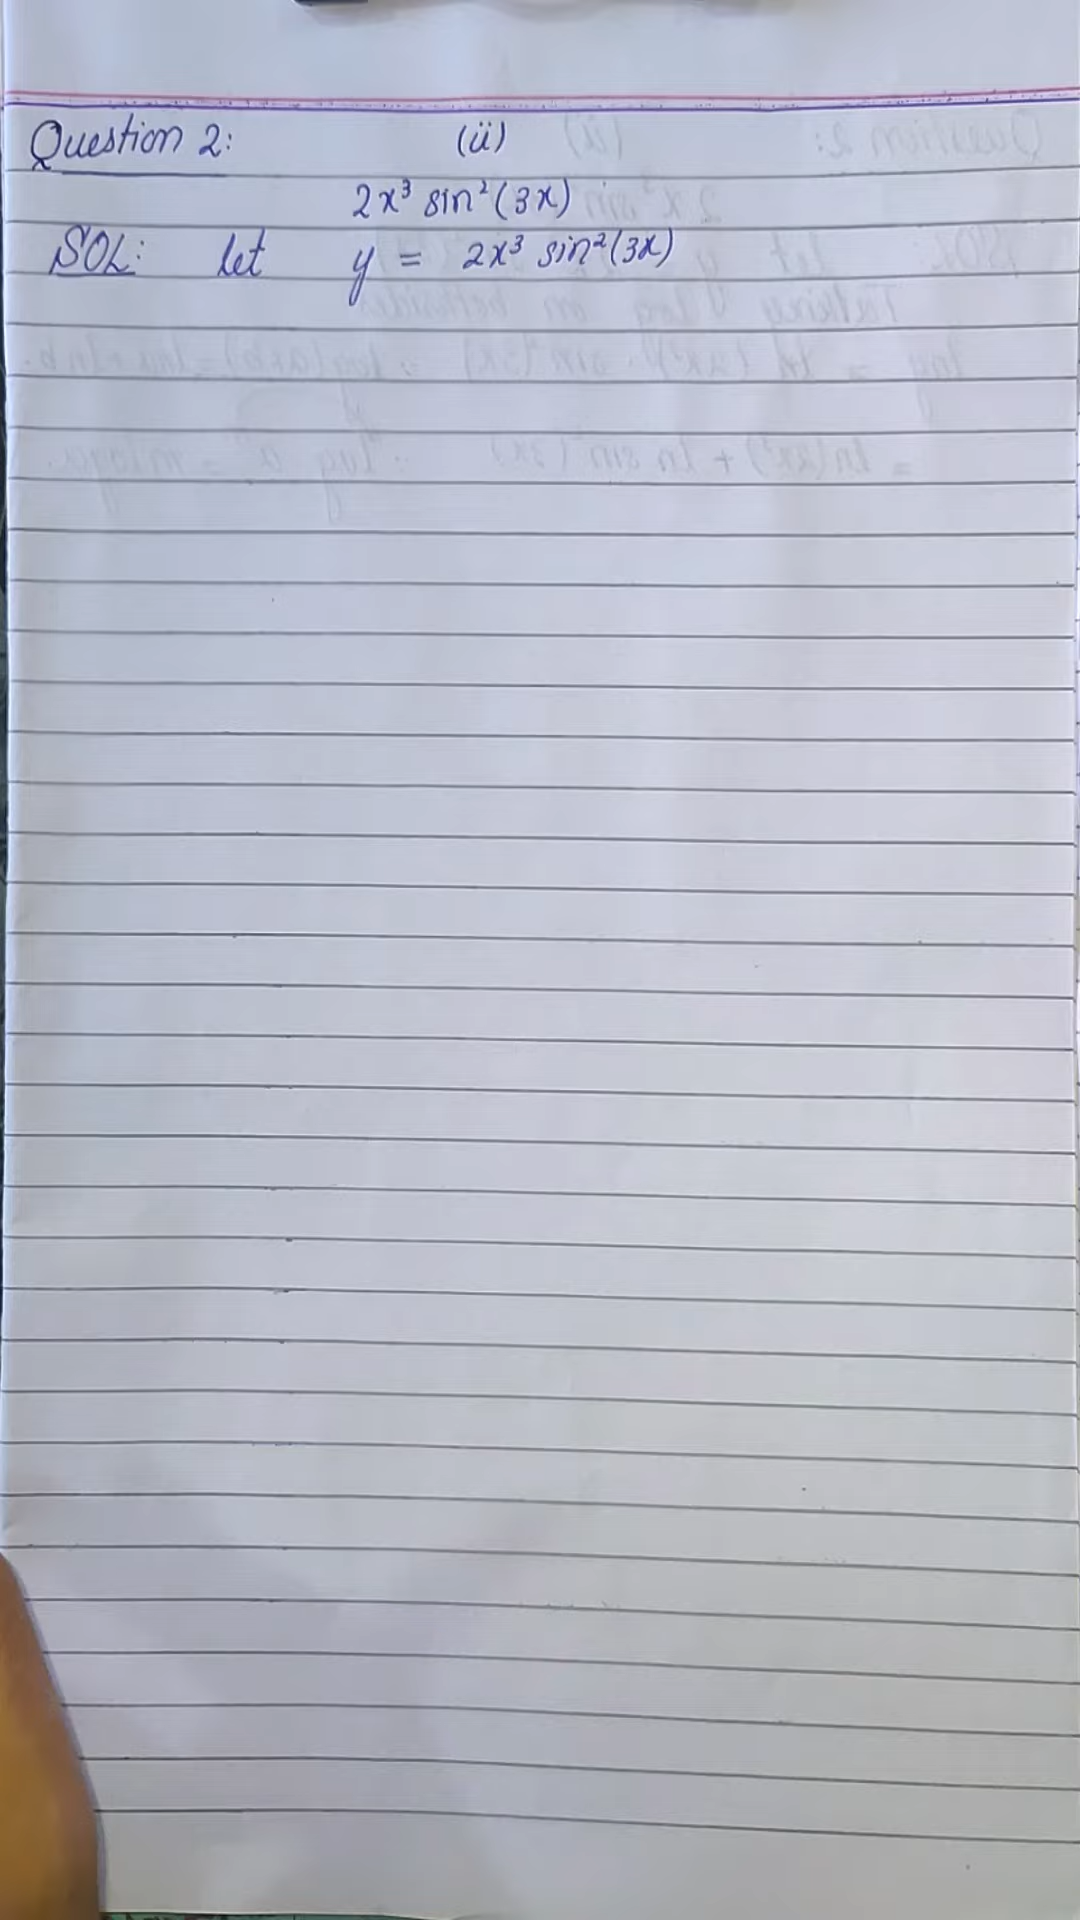 Question 2: (ii)
2x³ sin²(3x)
SOL: let y = 2x³ sin²(3x)